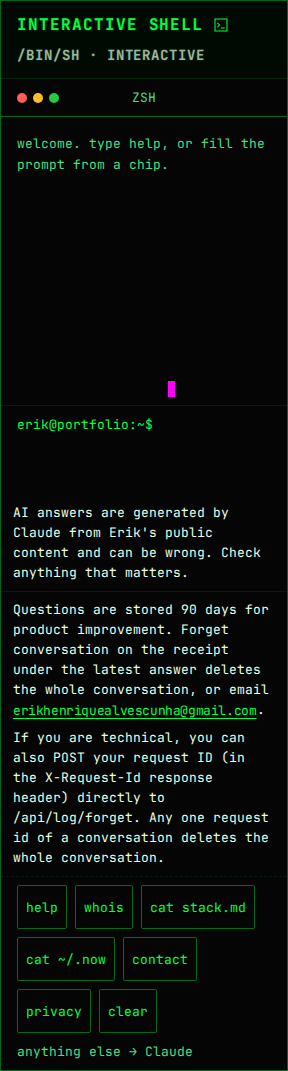 INTERACTIVE SHELL
/BIN/SH · INTERACTIVE
ZSH
welcome. type help, or fill the
prompt from a chip.
erik@portfolio:~$
AI answers are generated by
Claude from Erik's public
content and can be wrong. Check
anything that matters.
Questions are stored 90 days for
product improvement. Forget
conversation on the receipt
under the latest answer deletes
the whole conversation, or email
erikhenriquealvescunha@gmail.com.
If you are technical, you can
also POST your request ID (in
the X-Request-Id response
header) directly to
/api/log/forget. Any one request
id of a conversation deletes the
whole conversation.
help whois cat stack.md
cat ~/.now contact
privacy clear
anything else → Claude